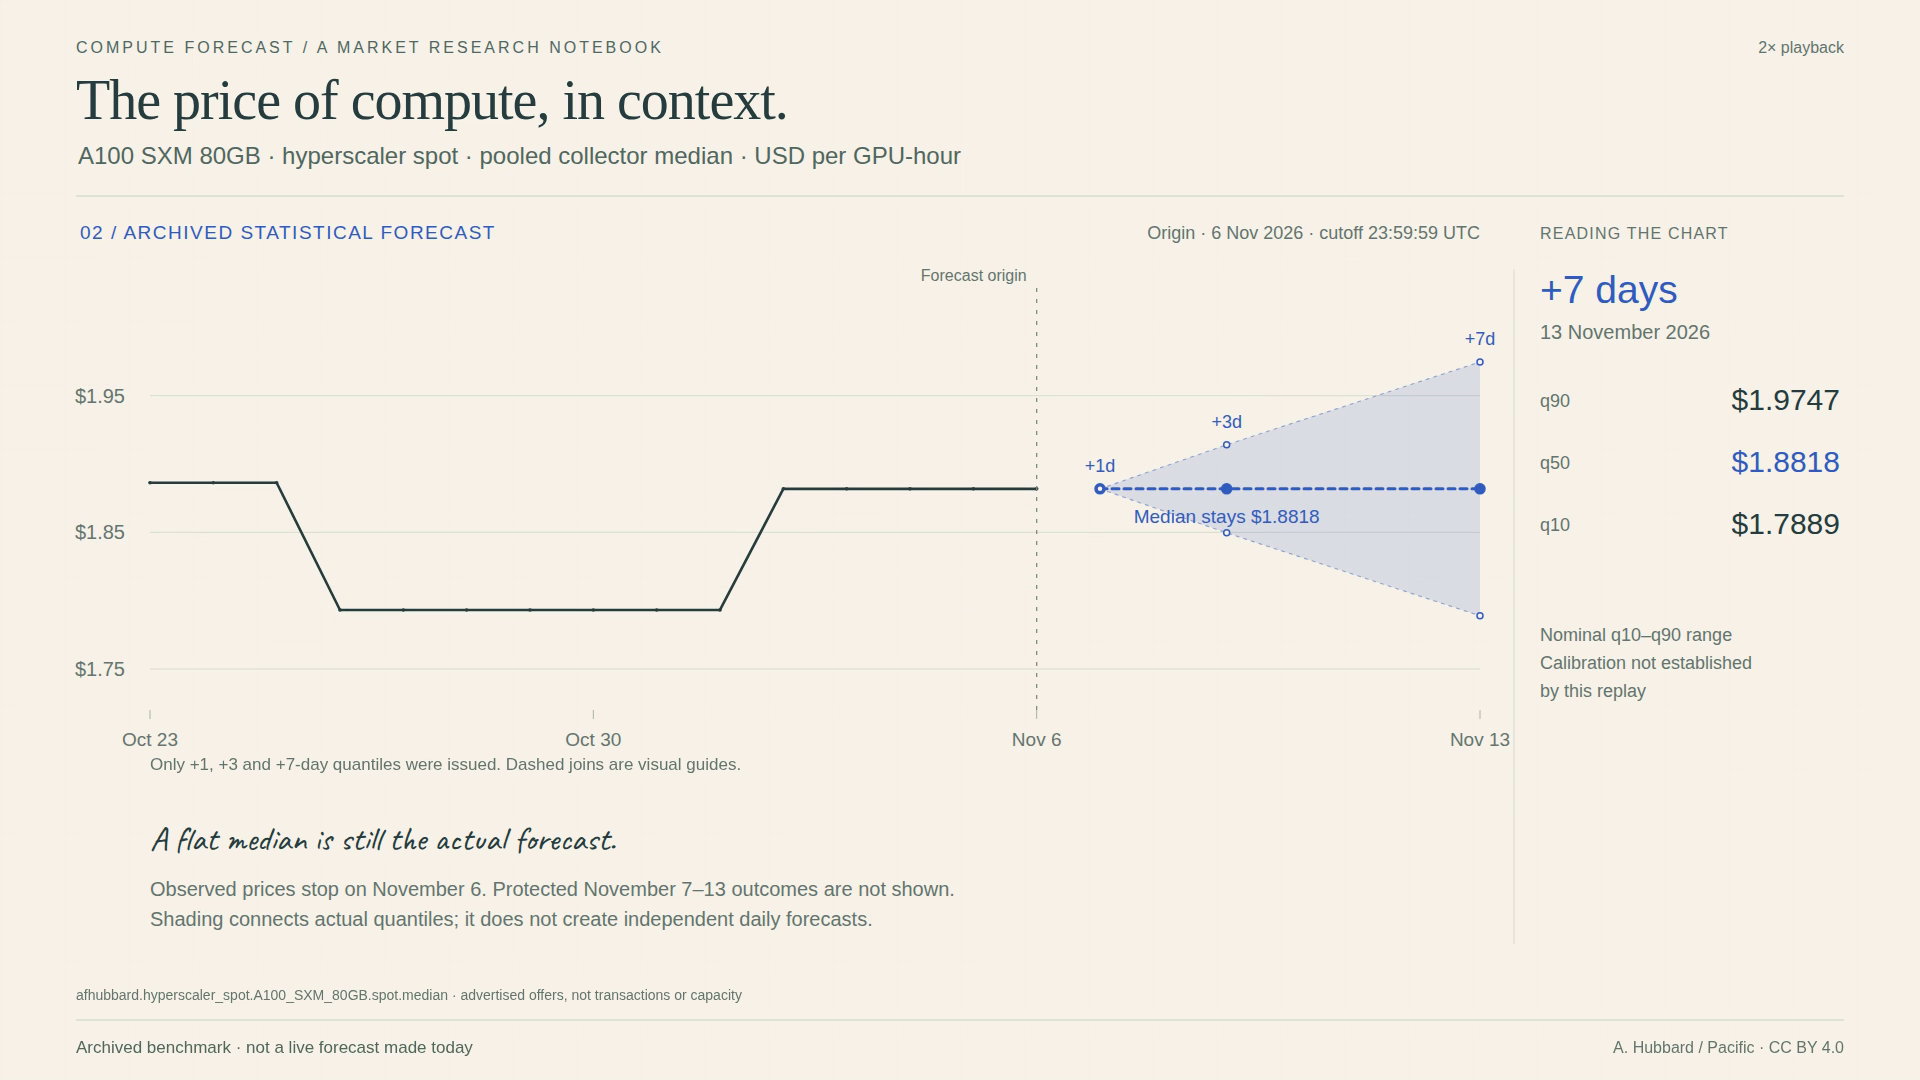 COMPUTE FORECAST / A MARKET RESEARCH NOTEBOOK
2× playback
The price of compute, in context.
A100 SXM 80GB · hyperscaler spot · pooled collector median · USD per GPU-hour
02 / ARCHIVED STATISTICAL FORECAST
Origin · 6 Nov 2026 · cutoff 23:59:59 UTC
Forecast origin
+7d
$1.95
+3d
+1d
Median stays $1.8818
$1.85
$1.75
Oct 23
Oct 30
Nov 6
Nov 13
Only +1, +3 and +7-day quantiles were issued. Dashed joins are visual guides.
READING THE CHART
+7 days
13 November 2026
q90 $1.9747
q50 $1.8818
q10 $1.7889
Nominal q10–q90 range
Calibration not established
by this replay
A flat median is still the actual forecast.
Observed prices stop on November 6. Protected November 7–13 outcomes are not shown.
Shading connects actual quantiles; it does not create independent daily forecasts.
afhubbard.hyperscaler_spot.A100_SXM_80GB.spot.median · advertised offers, not transactions or capacity
Archived benchmark · not a live forecast made today
A. Hubbard / Pacific · CC BY 4.0